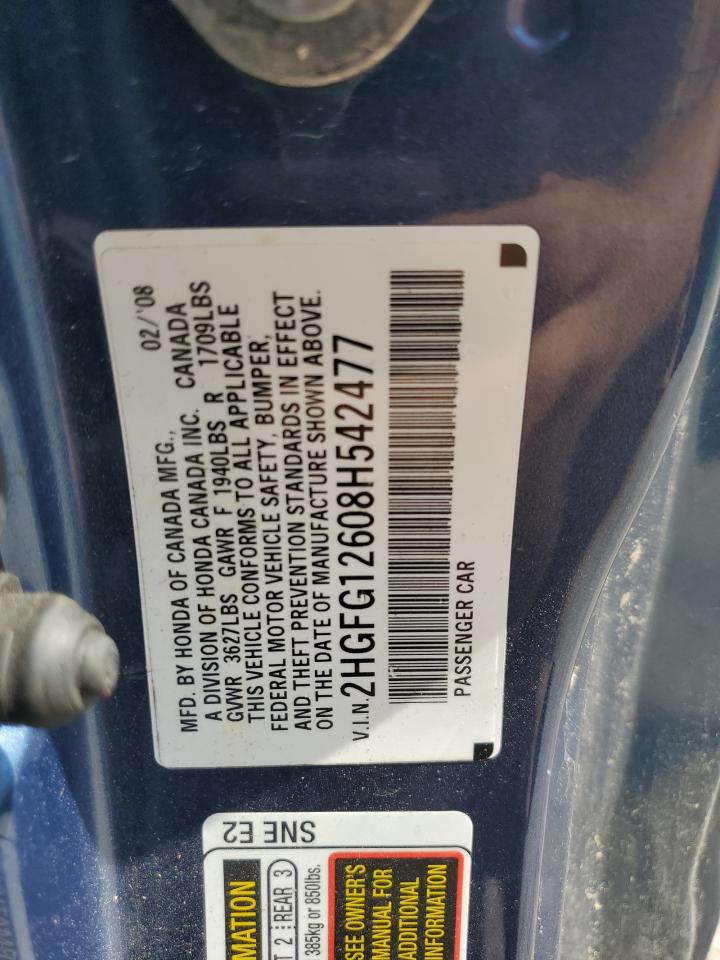 MFD. BY HONDA OF CANADA MFG., 02/'08
A DIVISION OF HONDA CANADA INC. CANADA
GVWR 3627LBS GAWR F 1940LBS R 1709LBS
THIS VEHICLE CONFORMS TO ALL APPLICABLE
FEDERAL MOTOR VEHICLE SAFETY, BUMPER,
AND THEFT PREVENTION STANDARDS IN EFFECT
ON THE DATE OF MANUFACTURE SHOWN ABOVE.
V.I.N. 2HGFG12608H542477
PASSENGER CAR
SNE E2
MATION
T 2 REAR 3
385kg or 850lbs.
SEE OWNER'S
MANUAL FOR
ADDITIONAL
INFORMATION